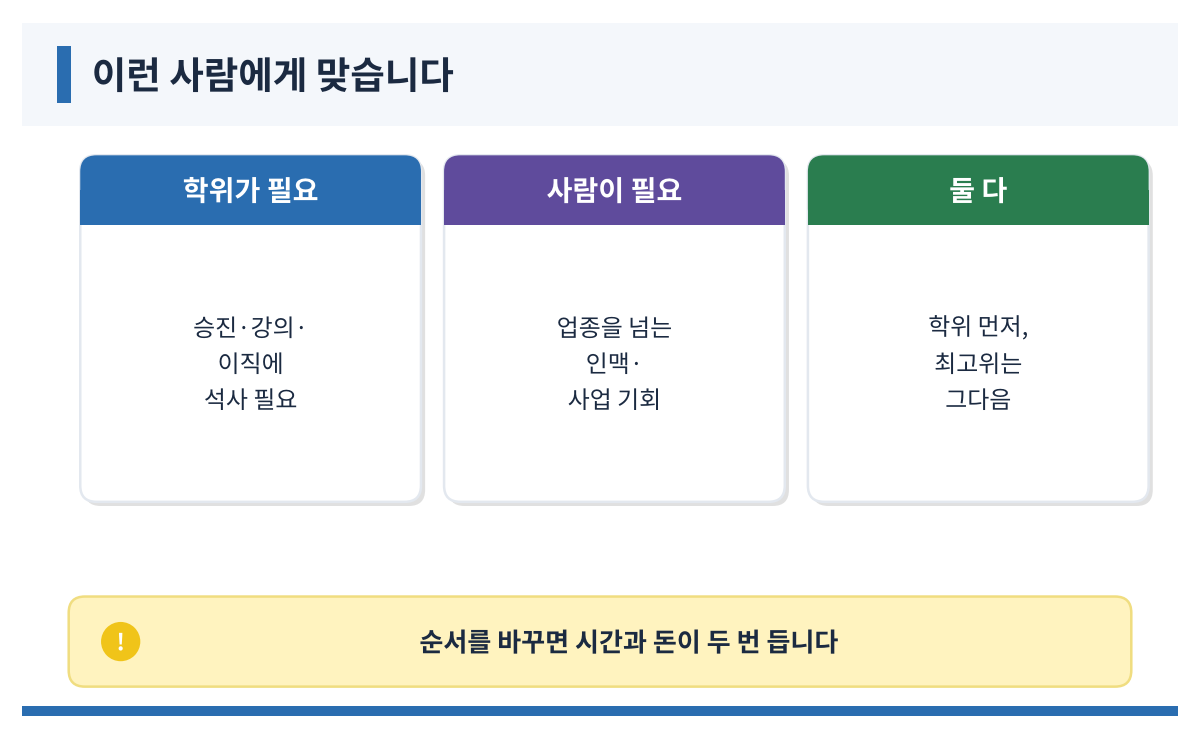 이런 사람에게 맞습니다
학위가 필요
승진·강의·
이직에
석사 필요
사람이 필요
업종을 넘는
인맥·
사업 기회
둘 다
학위 먼저,
최고위는
그다음
!
순서를 바꾸면 시간과 돈이 두 번 듭니다